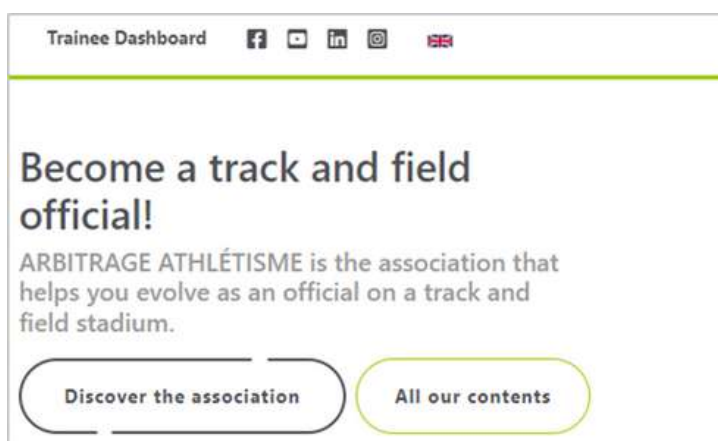 Trainee Dashboard
Become a track and field
official!
ARBITRAGE ATHLÉTISME is the association that
helps you evolve as an official on a track and
field stadium.
Discover the association
All our contents